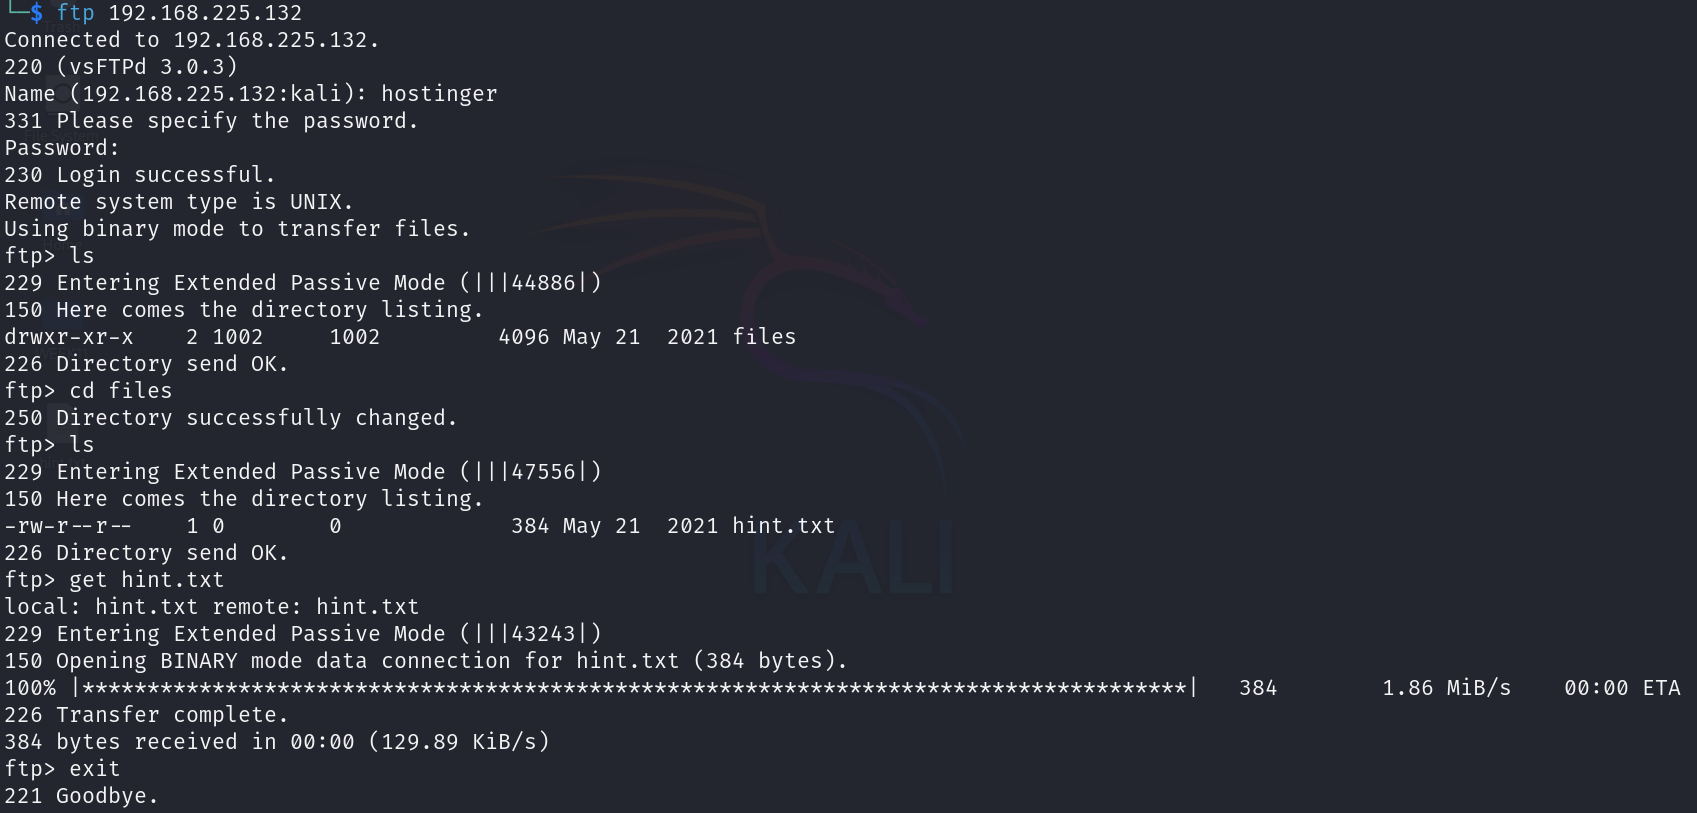 └─$ ftp 192.168.225.132
Connected to 192.168.225.132.
220 (vsFTPd 3.0.3)
Name (192.168.225.132:kali): hostinger
331 Please specify the password.
Password:
230 Login successful.
Remote system type is UNIX.
Using binary mode to transfer files.
ftp> ls
229 Entering Extended Passive Mode (|||44886|)
150 Here comes the directory listing.
drwxr-xr-x    2 1002     1002         4096 May 21  2021 files
226 Directory send OK.
ftp> cd files
250 Directory successfully changed.
ftp> ls
229 Entering Extended Passive Mode (|||47556|)
150 Here comes the directory listing.
-rw-r--r--    1 0        0             384 May 21  2021 hint.txt
226 Directory send OK.
ftp> get hint.txt
local: hint.txt remote: hint.txt
229 Entering Extended Passive Mode (|||43243|)
150 Opening BINARY mode data connection for hint.txt (384 bytes).
100% |*************************************************************************************|   384        1.86 MiB/s    00:00 ETA
226 Transfer complete.
384 bytes received in 00:00 (129.89 KiB/s)
ftp> exit
221 Goodbye.
KALI